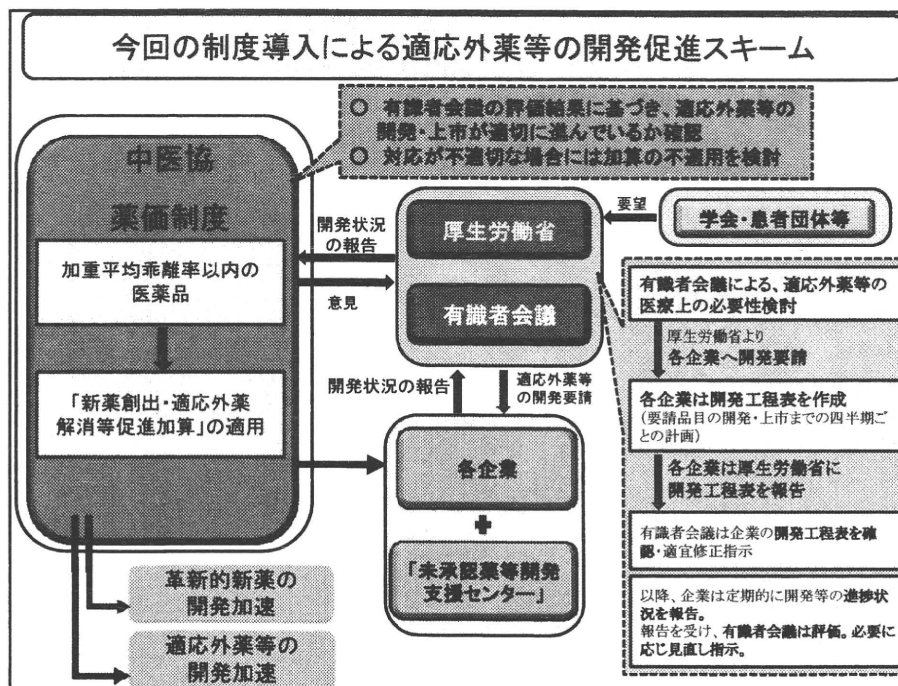 今回の制度導入による適応外薬等の開発促進スキーム
○ 有識者会議の評価結果に基づき、適応外薬等の
開発・上市が適切に進んでいるか確認
○ 対応が不適切な場合には加算の不適用を検討
中医協
薬価制度
加重平均乖離率以内の
医薬品
「新薬創出・適応外薬
解消等促進加算」の適用
革新的新薬の
開発加速
適応外薬等の
開発加速
開発状況
の報告
意見
厚生労働省
有識者会議
要望
学会・患者団体等
開発状況の報告
適応外薬等
の開発要請
各企業
+
「未承認薬等開発
支援センター」
有識者会議による、適応外薬等の
医療上の必要性検討
厚生労働省より
各企業へ開発要請
各企業は開発工程表を作成
(要請品目の開発・上市までの四半期ご
との計画)
各企業は厚生労働省に
開発工程表を報告
有識者会議は企業の開発工程表を確
認・適宜修正指示
以降、企業は定期的に開発等の進捗状
況を報告。
報告を受け、有識者会議は評価。必要に
応じ見直し指示。